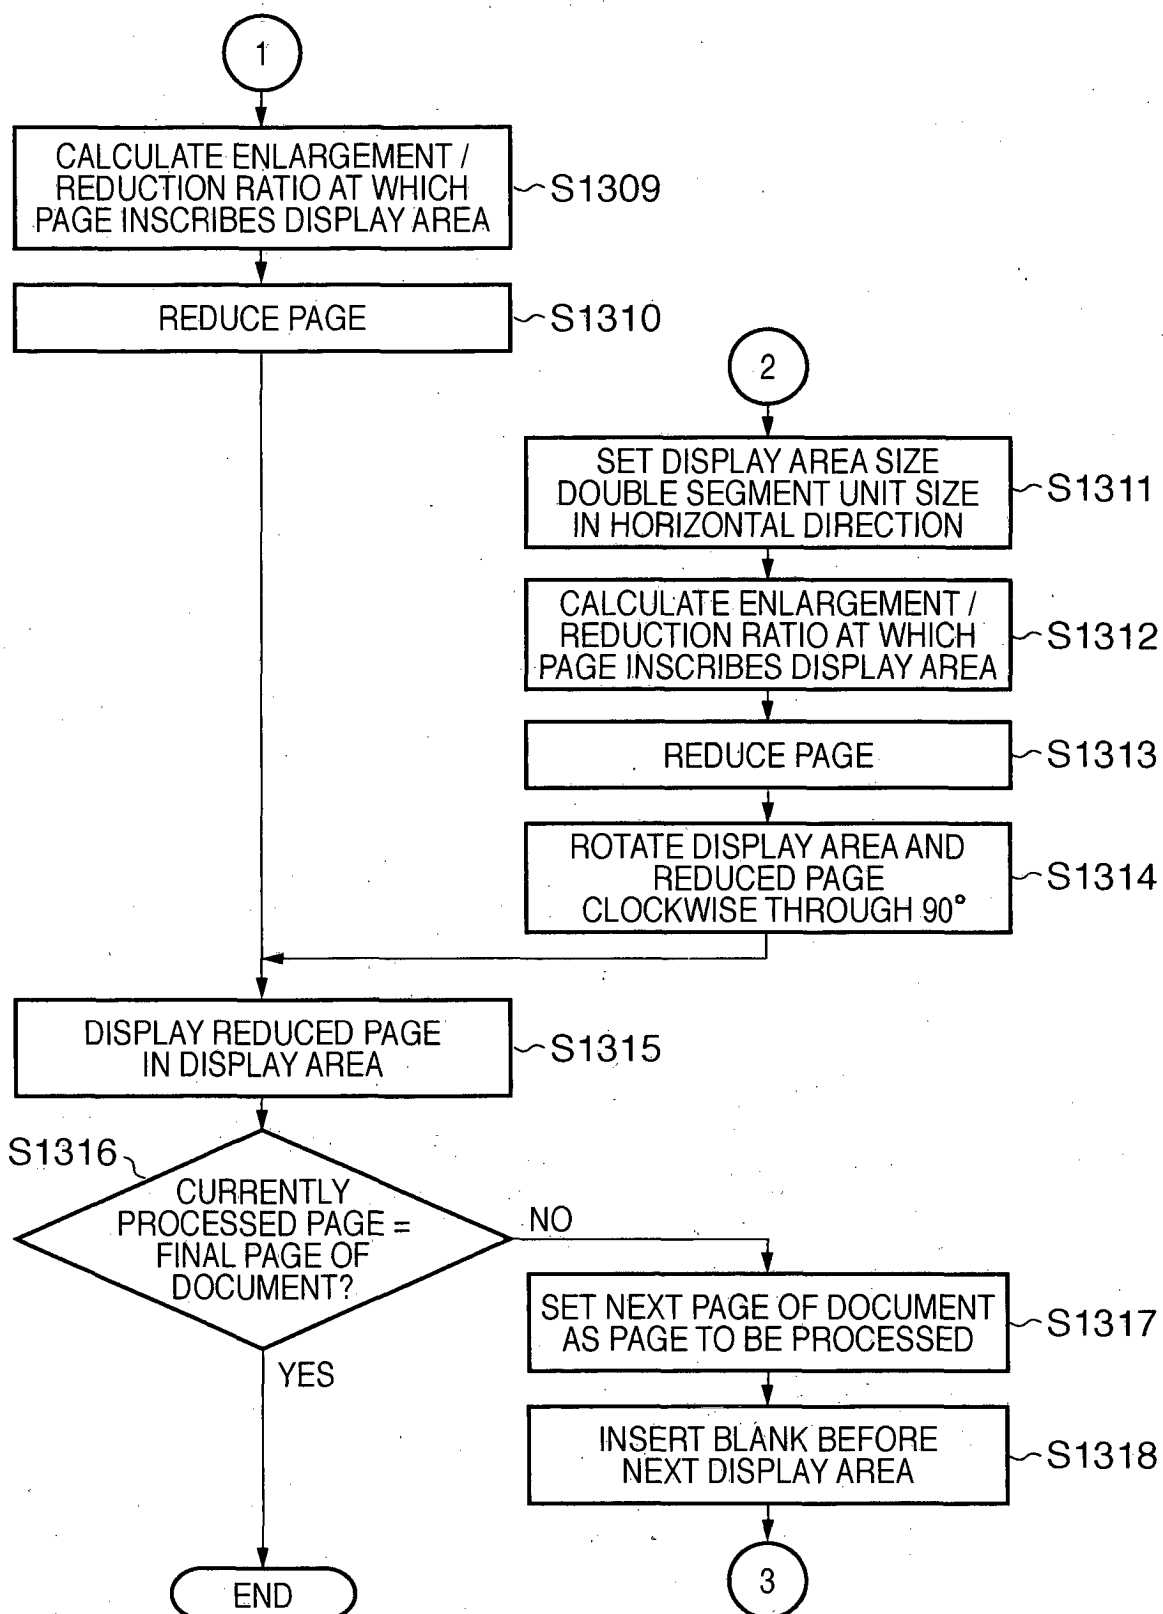 1
CALCULATE ENLARGEMENT /
REDUCTION RATIO AT WHICH
PAGE INSCRIBES DISPLAY AREA
S1309
REDUCE PAGE
S1310
2
SET DISPLAY AREA SIZE
DOUBLE SEGMENT UNIT SIZE
IN HORIZONTAL DIRECTION
S1311
CALCULATE ENLARGEMENT /
REDUCTION RATIO AT WHICH
PAGE INSCRIBES DISPLAY AREA
S1312
REDUCE PAGE
S1313
ROTATE DISPLAY AREA AND
REDUCED PAGE
CLOCKWISE THROUGH 90°
S1314
DISPLAY REDUCED PAGE
IN DISPLAY AREA
S1315
S1316
CURRENTLY
PROCESSED PAGE =
FINAL PAGE OF
DOCUMENT?
NO
YES
SET NEXT PAGE OF DOCUMENT
AS PAGE TO BE PROCESSED
S1317
INSERT BLANK BEFORE
NEXT DISPLAY AREA
S1318
END
3